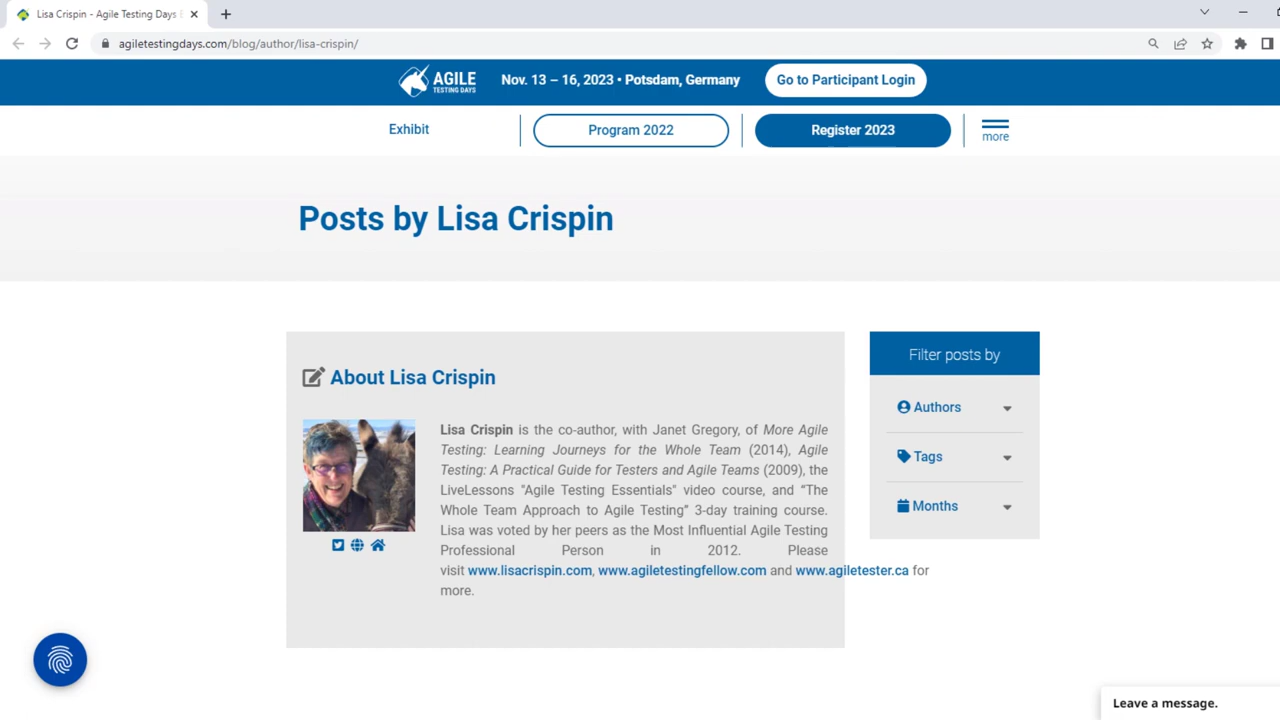 Lisa Crispin - Agile Testing Days
agiletestingdays.com/blog/author/lisa-crispin/
AGILE
TESTING DAYS
Nov. 13 – 16, 2023 • Potsdam, Germany
Go to Participant Login
Exhibit
Program 2022
Register 2023
more
Posts by Lisa Crispin
About Lisa Crispin
Lisa Crispin is the co-author, with Janet Gregory, of More Agile
Testing: Learning Journeys for the Whole Team (2014), Agile
Testing: A Practical Guide for Testers and Agile Teams (2009), the
LiveLessons "Agile Testing Essentials" video course, and “The
Whole Team Approach to Agile Testing” 3-day training course.
Lisa was voted by her peers as the Most Influential Agile Testing
Professional Person in 2012. Please
visit www.lisacrispin.com, www.agiletestingfellow.com and www.agiletester.ca for
more.
Filter posts by
Authors
Tags
Months
Leave a message.